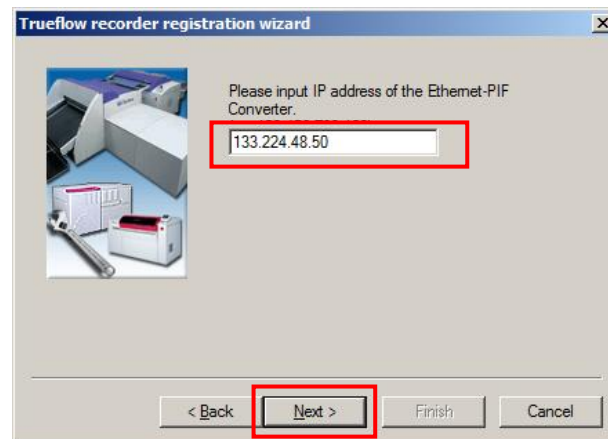 Trueflow recorder registration wizard
Please input IP address of the Ethernet-PIF
Converter.
133.224.48.50
< Back
Next >
Finish
Cancel